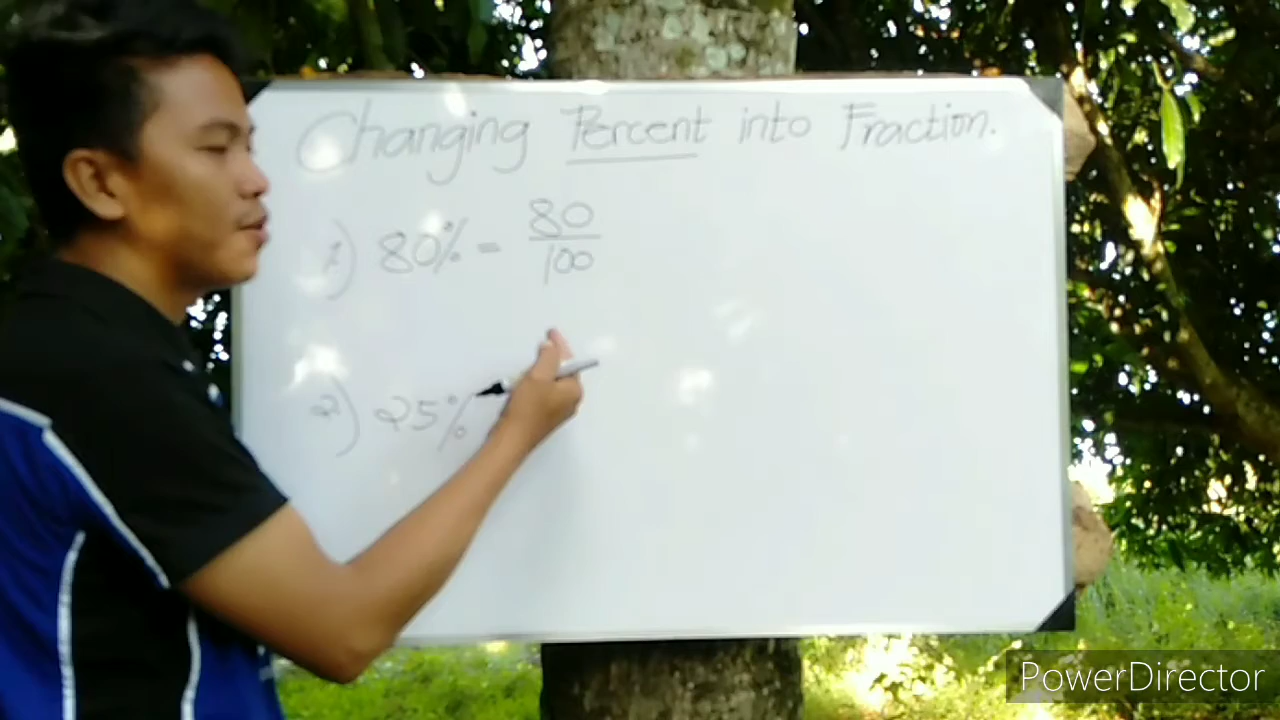 Changing Percent into Fraction.
1) 80% = 80/100
2) 25%
PowerDirector